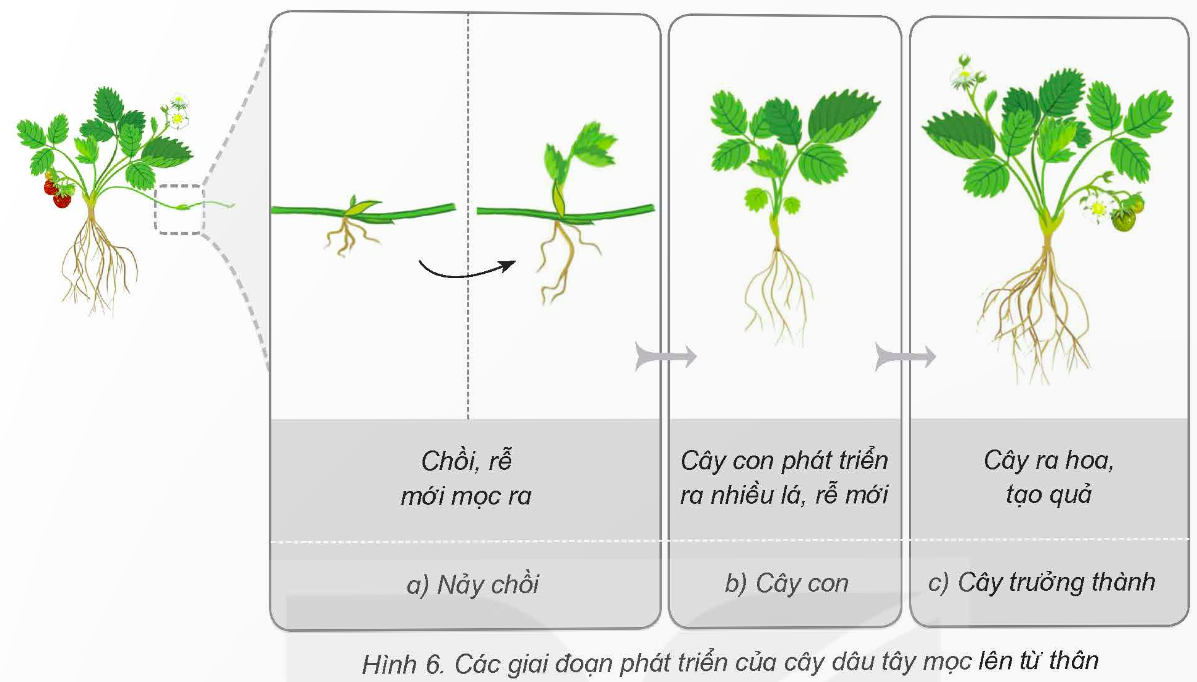 Chồi, rễ
mới mọc ra
Cây con phát triển
ra nhiều lá, rễ mới
Cây ra hoa,
tạo quả
a) Nảy chồi
b) Cây con
c) Cây trưởng thành
Hình 6. Các giai đoạn phát triển của cây dâu tây mọc lên từ thân